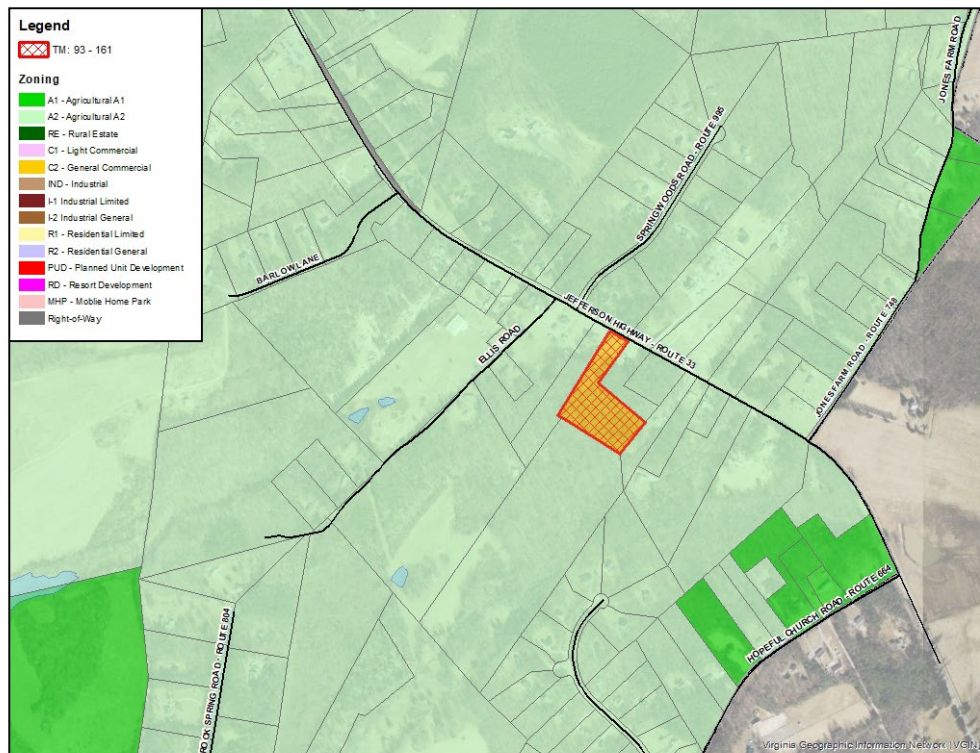 Legend
TM: 93 - 161
Zoning
A1 - Agricultural A1
A2 - Agricultural A2
RE - Rural Estate
C1 - Light Commercial
C2 - General Commercial
IND - Industrial
I-1 Industrial Limited
I-2 Industrial General
R1 - Residential Limited
R2 - Residential General
PUD - Planned Unit Development
RD - Resort Development
MHP - Moblie Home Park
Right-of-Way
JONES FARM ROAD
SPRINGWOODS ROAD - ROUTE 995
BARLOW LANE
JEFFERSON HIGHWAY - ROUTE 33
ELLIS ROAD
JONES FARM ROAD - ROUTE 748
HOPEFUL CHURCH ROAD - ROUTE 664
ROCK SPRING ROAD - ROUTE 804
Virginia Geographic Information Network (VGIN